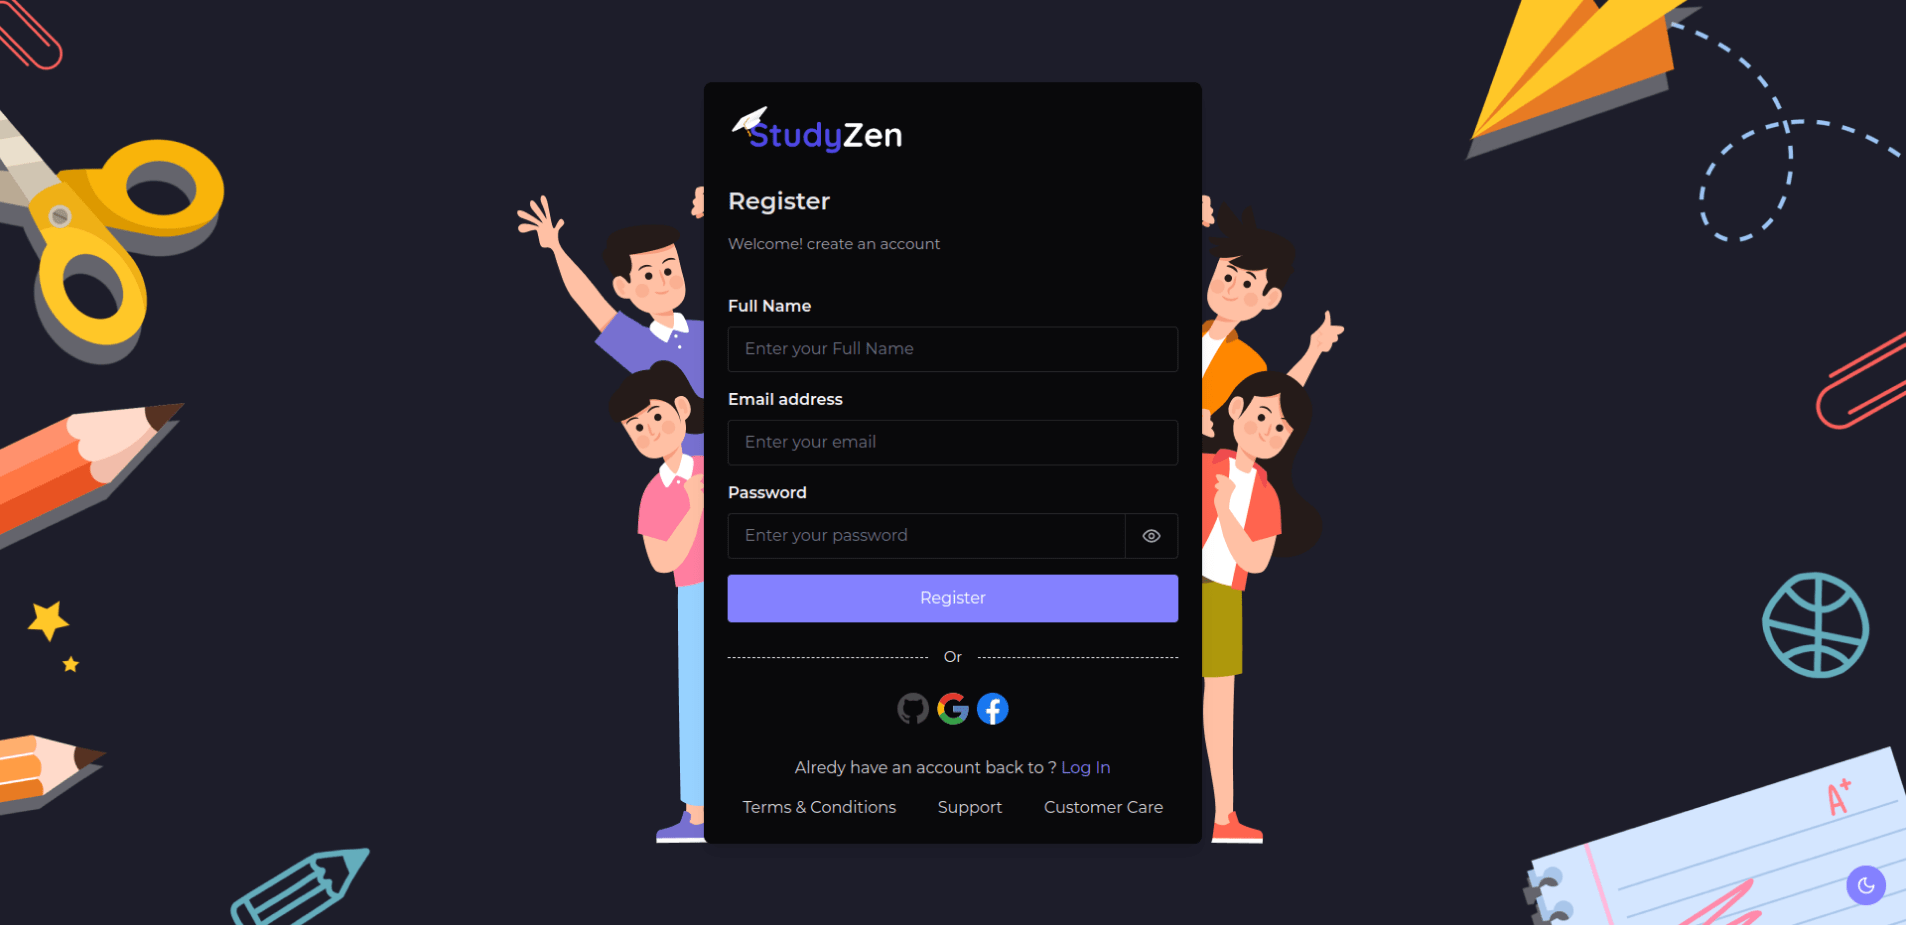 StudyZen
Register
Welcome! create an account
Full Name
Enter your Full Name
Email address
Enter your email
Password
Enter your password
Register
Or
Alredy have an account back to ? Log In
Terms & Conditions Support Customer Care
A+